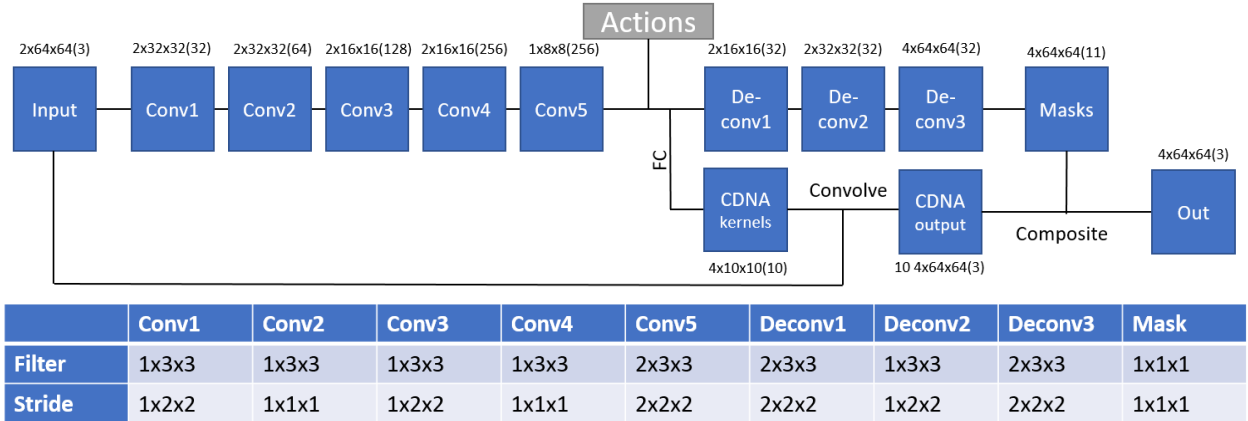 Actions
2x64x64(3) 2x32x32(32) 2x32x32(64) 2x16x16(128) 2x16x16(256) 1x8x8(256) 2x16x16(32) 2x32x32(32) 4x64x64(32) 4x64x64(11)
Input Conv1 Conv2 Conv3 Conv4 Conv5 De-
conv1 De-
conv2 De-
conv3 Masks
FC
4x64x64(3)
CDNA
kernels
Convolve
CDNA
output
Out
Composite
4x10x10(10) 10 4x64x64(3)
Conv1 Conv2 Conv3 Conv4 Conv5 Deconv1 Deconv2 Deconv3 Mask
Filter 1x3x3 1x3x3 1x3x3 1x3x3 2x3x3 2x3x3 1x3x3 2x3x3 1x1x1
Stride 1x2x2 1x1x1 1x2x2 1x1x1 2x2x2 2x2x2 1x2x2 2x2x2 1x1x1